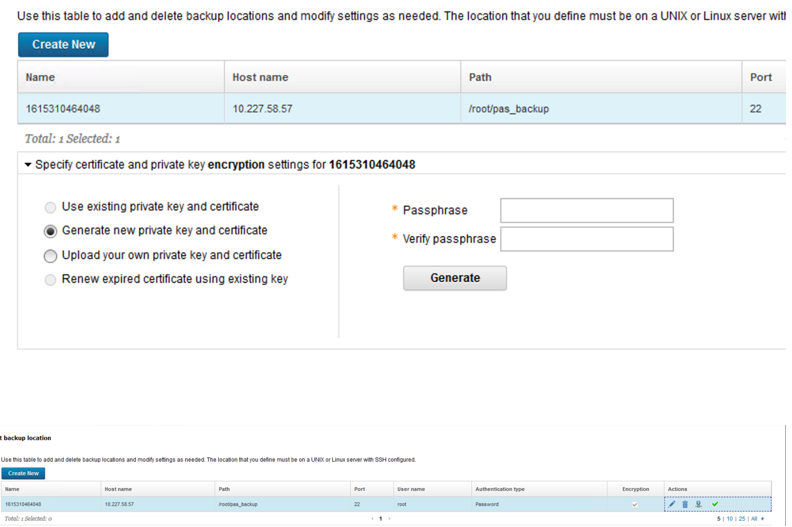 Use this table to add and delete backup locations and modify settings as needed. The location that you define must be on a UNIX or Linux server with
Create New
Name Host name Path Port
1615310464048 10.227.58.57 /root/pas_backup 22
Total: 1 Selected: 1
Specify certificate and private key encryption settings for 1615310464048
Use existing private key and certificate
Generate new private key and certificate
Upload your own private key and certificate
Renew expired certificate using existing key
* Passphrase
* Verify passphrase
Generate
t backup location
Use this table to add and delete backup locations and modify settings as needed. The location that you define must be on a UNIX or Linux server with SSH configured.
Create New
Name Host name Path Port User name Authentication type Encryption Actions
1615310464048 10.227.58.57 /root/pas_backup 22 root Password
Total: 1 Selected: 0 1 5 | 10 | 25 | All